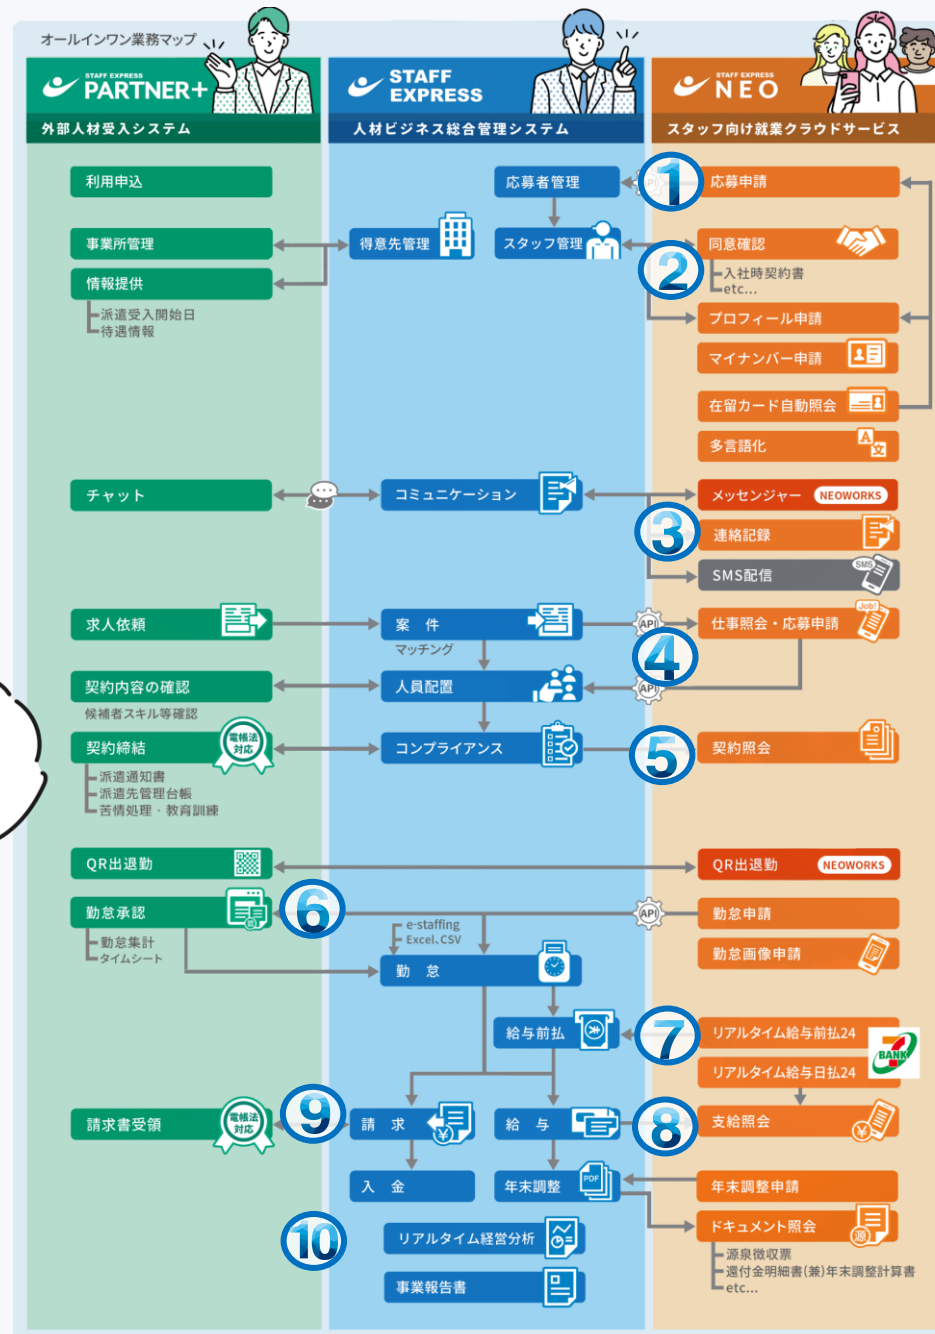 オールインワン業務マップ
STAFF EXPRESS
PARTNER+
外部人材受入システム
STAFF
EXPRESS
人材ビジネス総合管理システム
STAFF EXPRESS
NEO
スタッフ向け就業クラウドサービス
利用申込
応募者管理
API
1
応募申請
事業所管理
得意先管理
スタッフ管理
2
同意確認
入社時契約書
etc...
情報提供
派遣受入開始日
待遇情報
プロフィール申請
マイナンバー申請
在留カード自動照会
多言語化
A
文
チャット
コミュニケーション
メッセンジャー NEOWORKS
3
連絡記録
SMS配信
SMS
求人依頼
案 件
マッチング
API
仕事照会・応募申請
Job!
4
契約内容の確認
候補者スキル等確認
人員配置
API
契約締結
電帳法
対応
派遣通知書
派遣先管理台帳
苦情処理・教育訓練
コンプライアンス
5
契約照会
QR出退勤
QR出退勤 NEOWORKS
勤怠承認
6
勤怠集計
タイムシート
e-staffing
Excel、CSV
API
勤怠申請
勤怠画像申請
勤 怠
給与前払
7
リアルタイム給与前払24
リアルタイム給与日払24
7
BANK
請求書受領
電帳法
対応
9
請 求
給 与
8
支給照会
入 金
年末調整
PDF
年末調整申請
ドキュメント照会
源
源泉徴収票
還付金明細書(兼)年末調整計算書
etc...
10
リアルタイム経営分析
事業報告書